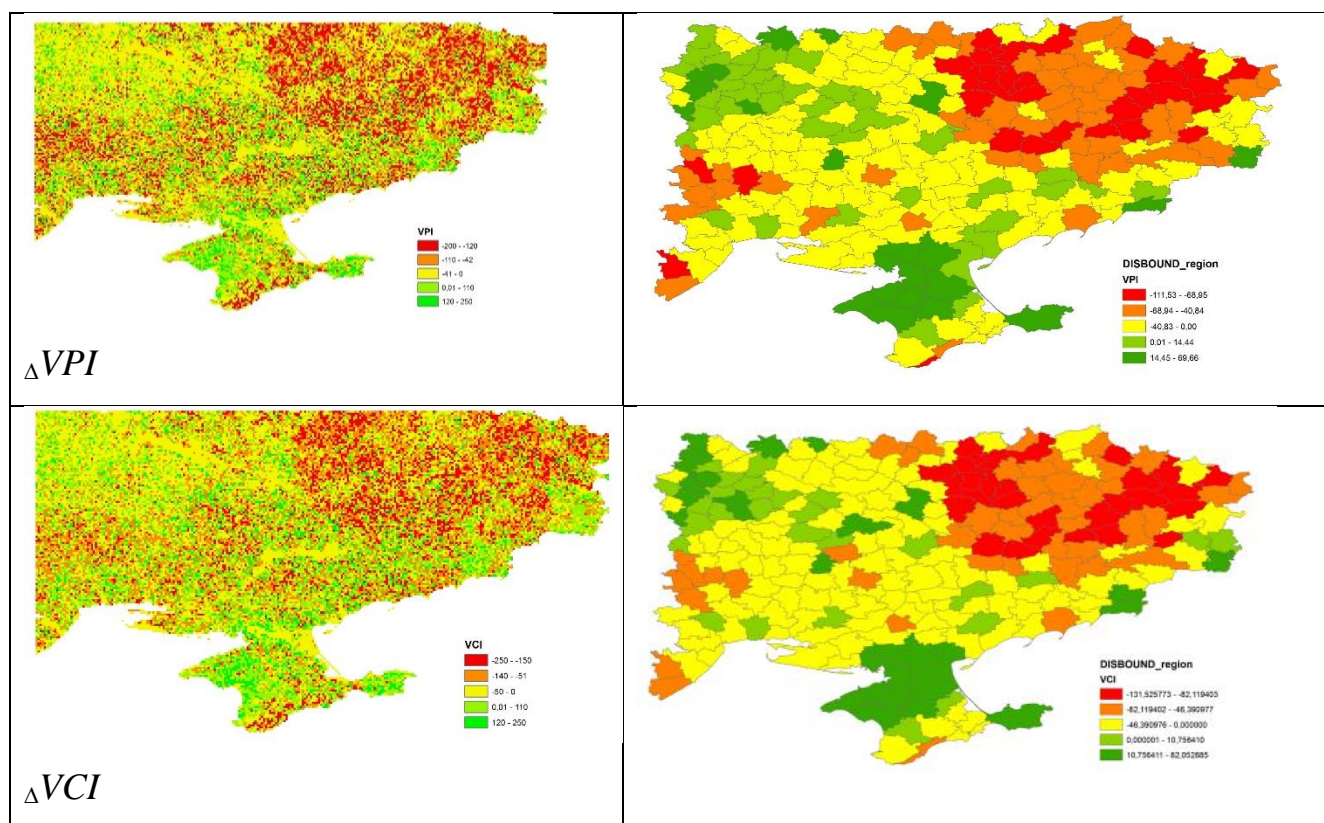 VPI
-200 - -120
-110 - -42
-41 - 0
0,01 - 110
120 - 250
ΔVPI
DISBOUND_region
VPI
-111,53 - -68,95
-68,94 - -40,84
-40,83 - 0,00
0,01 - 14,44
14,45 - 69,66
VCI
-250 - -150
-140 - -51
-50 - 0
0,01 - 110
120 - 250
ΔVCI
DISBOUND_region
VCI
-131,525773 - -82,119403
-82,119402 - -46,390977
-46,390976 - 0,000000
0,000001 - 10,756410
10,756411 - 82,052885